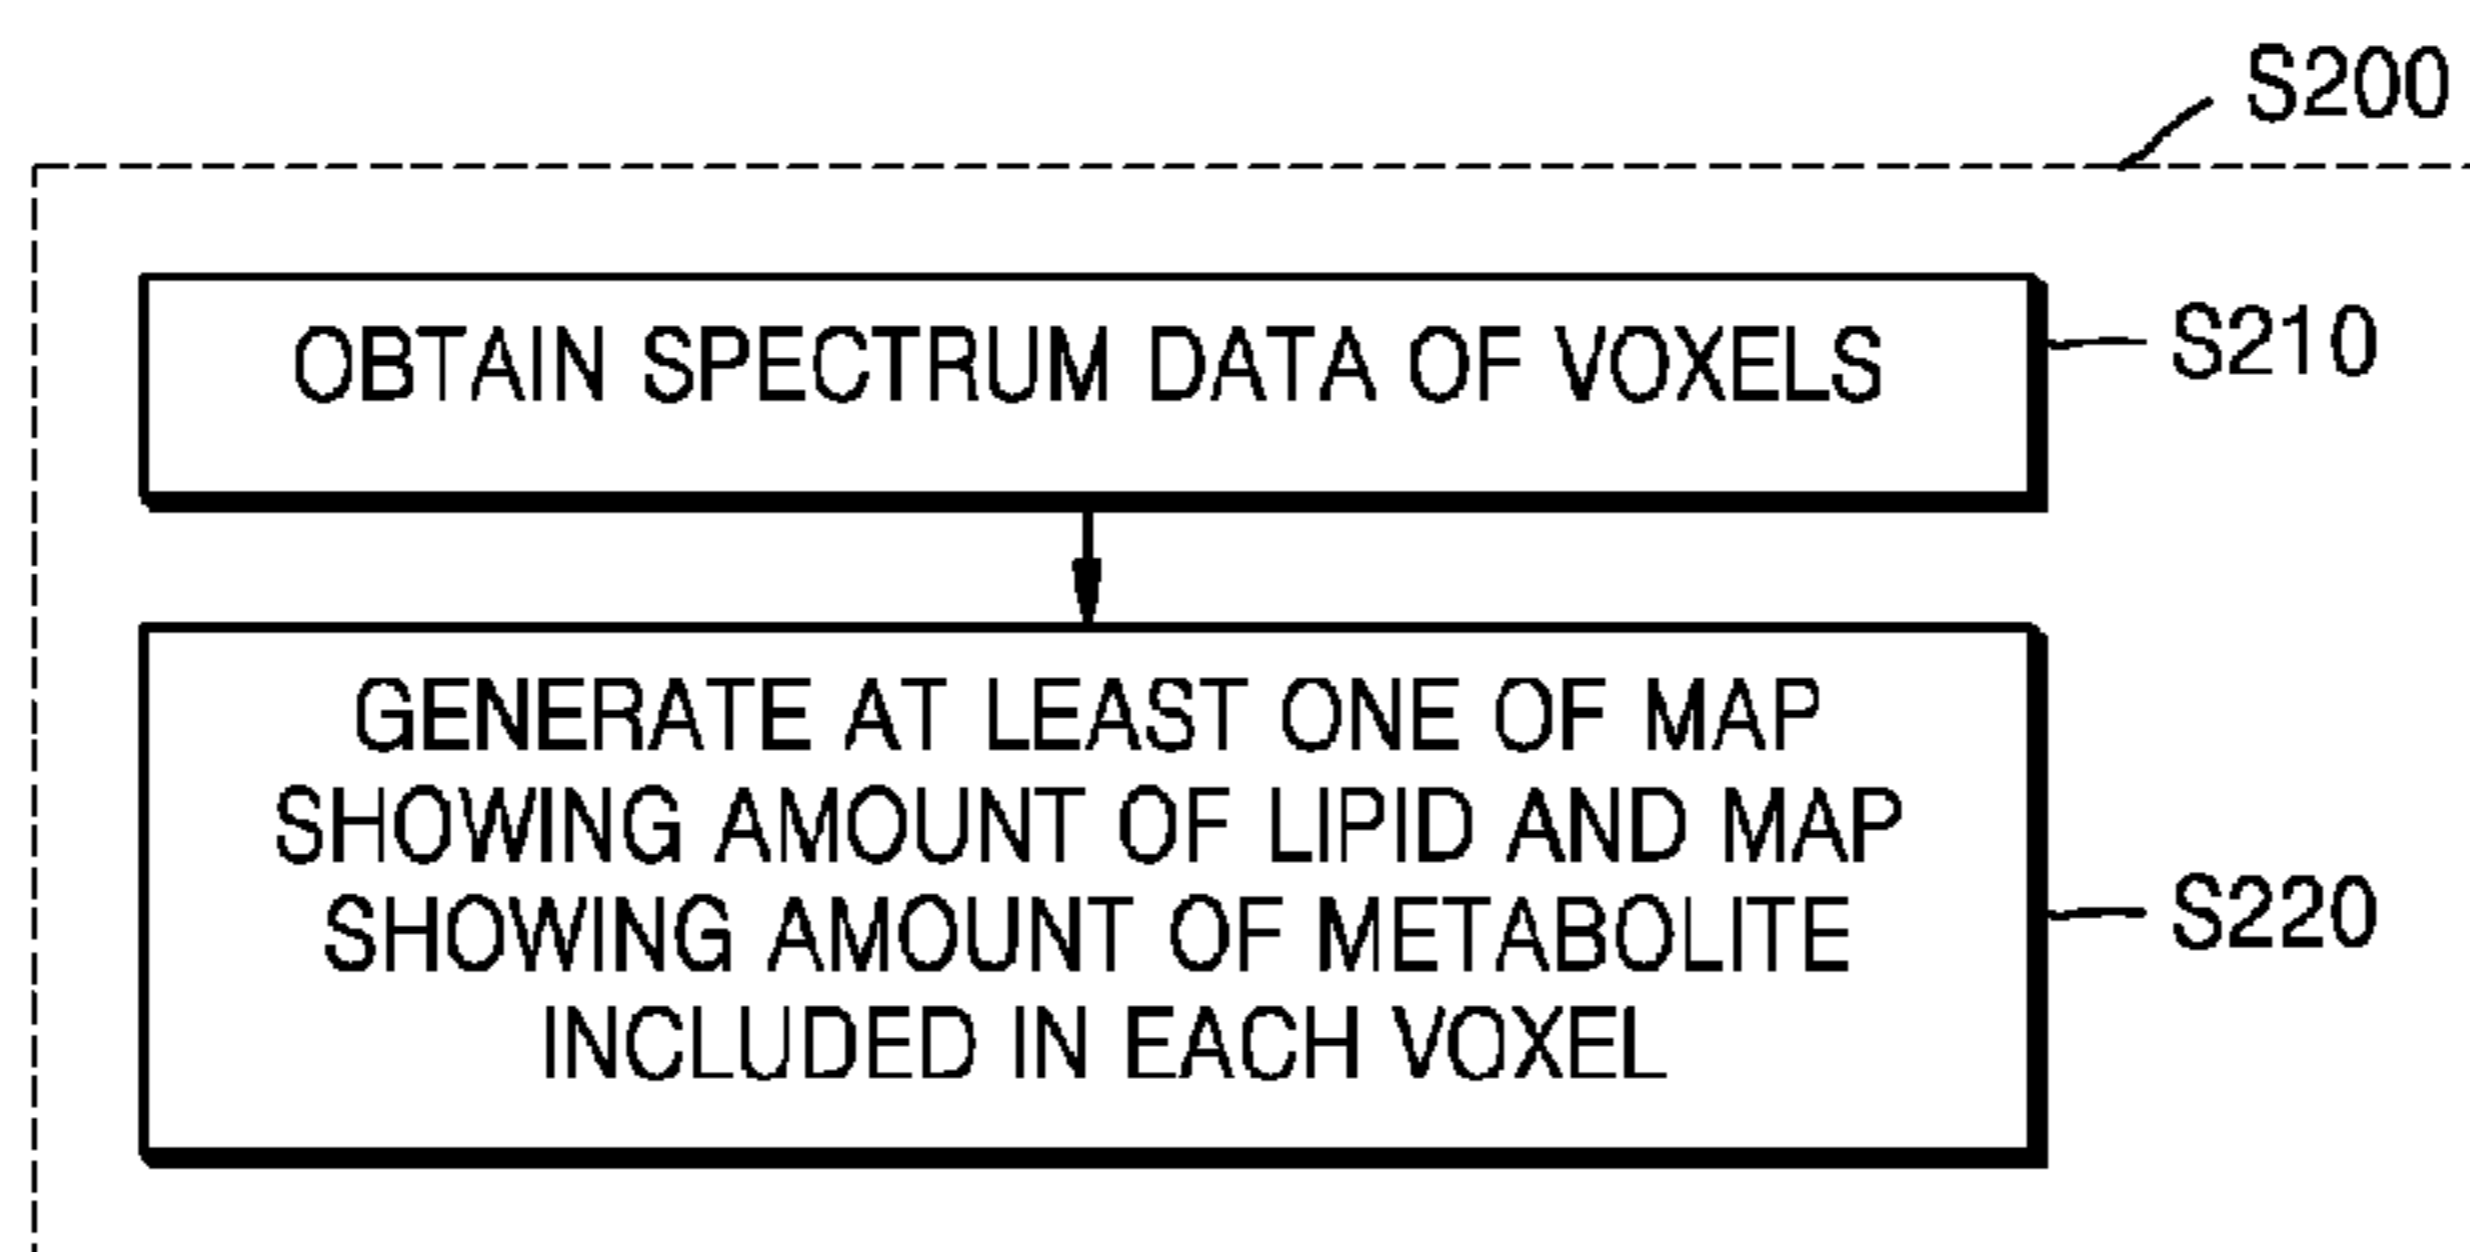 S200
OBTAIN SPECTRUM DATA OF VOXELS
S210
GENERATE AT LEAST ONE OF MAP
SHOWING AMOUNT OF LIPID AND MAP
SHOWING AMOUNT OF METABOLITE
INCLUDED IN EACH VOXEL
S220